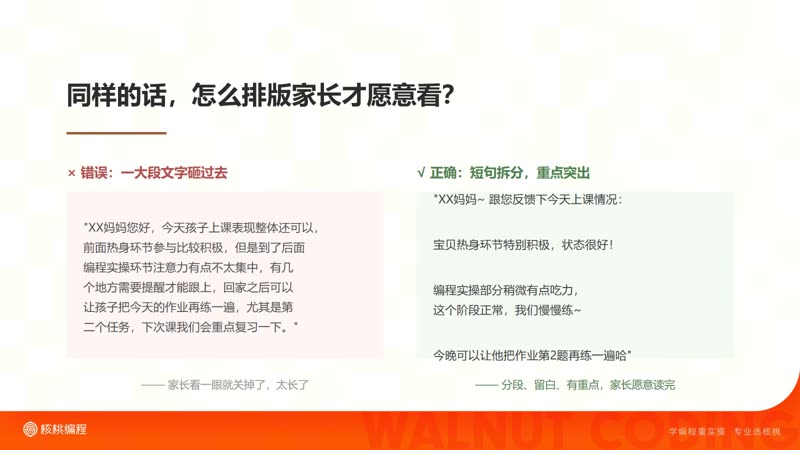 同样的话，怎么排版家长才愿意看？
× 错误：一大段文字砸过去
"XX妈妈您好，今天孩子上课表现整体还可以，
前面热身环节参与比较积极，但是到了后面
编程实操环节注意力有点不太集中，有几
个地方需要提醒才能跟上，回家之后可以
让孩子把今天的作业再练一遍，尤其是第
二个任务，下次课我们会重点复习一下。"
—— 家长看一眼就关掉了，太长了
√ 正确：短句拆分，重点突出
"XX妈妈~ 跟您反馈下今天上课情况：
宝贝热身环节特别积极，状态很好！
编程实操部分稍微有点吃力，
这个阶段正常，我们慢慢练~
今晚可以让他把作业第2题再练一遍哈"
—— 分段、留白、有重点，家长愿意读完
核桃编程
WALNUT CODING
学编程重实操 专业选核桃